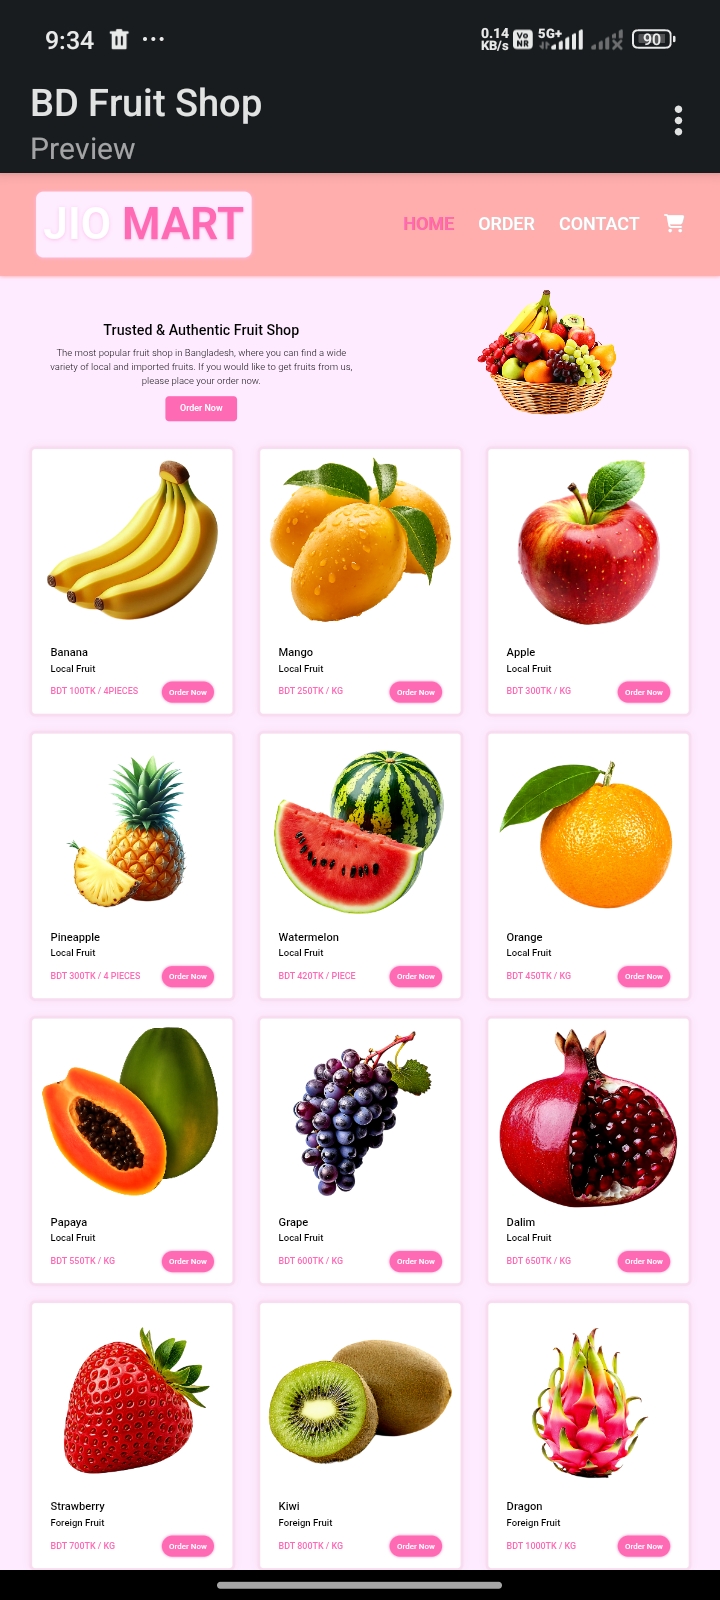 9:34
0.14
KB/s
Vo
NR
5G+
90
BD Fruit Shop
Preview
JIO MART
HOME ORDER CONTACT
Trusted & Authentic Fruit Shop
The most popular fruit shop in Bangladesh, where you can find a wide
variety of local and imported fruits. If you would like to get fruits from us,
please place your order now.
Order Now
Banana
Local Fruit
BDT 100TK / 4PIECES
Order Now
Mango
Local Fruit
BDT 250TK / KG
Order Now
Apple
Local Fruit
BDT 300TK / KG
Order Now
Pineapple
Local Fruit
BDT 300TK / 4 PIECES
Order Now
Watermelon
Local Fruit
BDT 420TK / PIECE
Order Now
Orange
Local Fruit
BDT 450TK / KG
Order Now
Papaya
Local Fruit
BDT 550TK / KG
Order Now
Grape
Local Fruit
BDT 600TK / KG
Order Now
Dalim
Local Fruit
BDT 650TK / KG
Order Now
Strawberry
Foreign Fruit
BDT 700TK / KG
Order Now
Kiwi
Foreign Fruit
BDT 800TK / KG
Order Now
Dragon
Foreign Fruit
BDT 1000TK / KG
Order Now